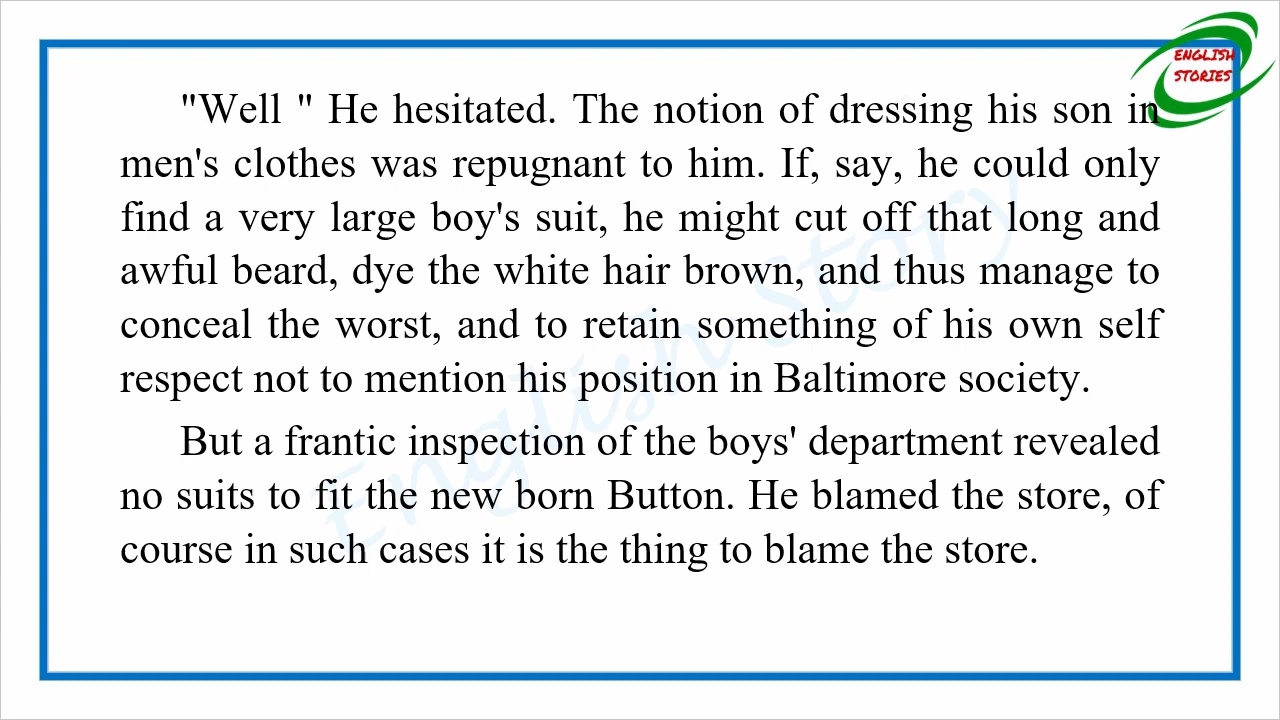 ENGLISH
STORIES
"Well " He hesitated. The notion of dressing his son in
men's clothes was repugnant to him. If, say, he could only
find a very large boy's suit, he might cut off that long and
awful beard, dye the white hair brown, and thus manage to
conceal the worst, and to retain something of his own self
respect not to mention his position in Baltimore society.
But a frantic inspection of the boys' department revealed
no suits to fit the new born Button. He blamed the store, of
course in such cases it is the thing to blame the store.
English Story